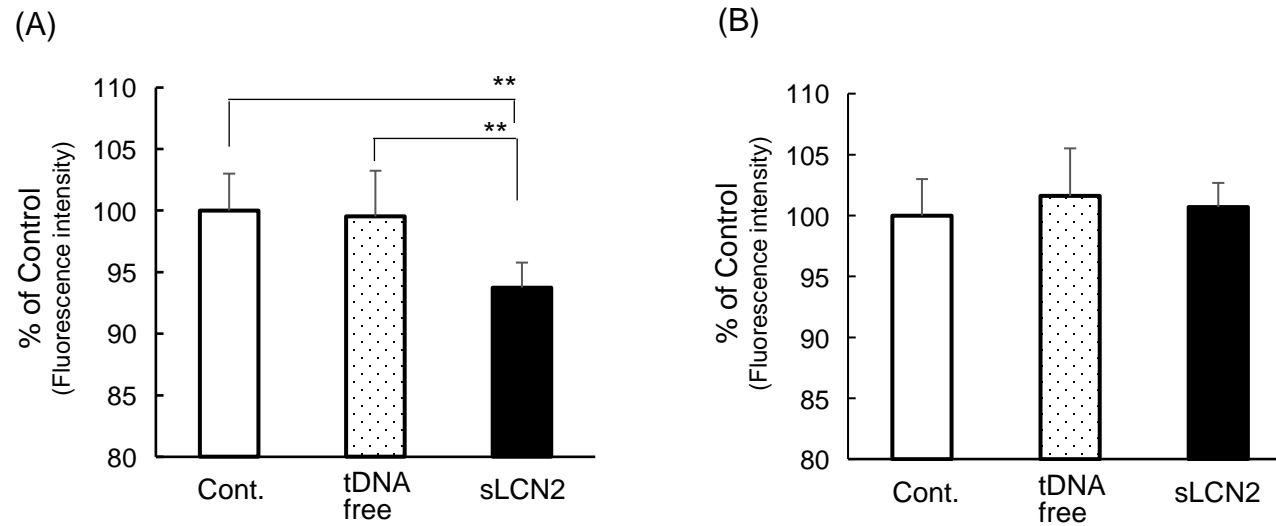 (A)
% of Control
(Fluorescence intensity)
110
105
100
95
90
85
80
**
**
Cont.
tDNA
free
sLCN2
(B)
% of Control
(Fluorescence intensity)
110
105
100
95
90
85
80
Cont.
tDNA
free
sLCN2